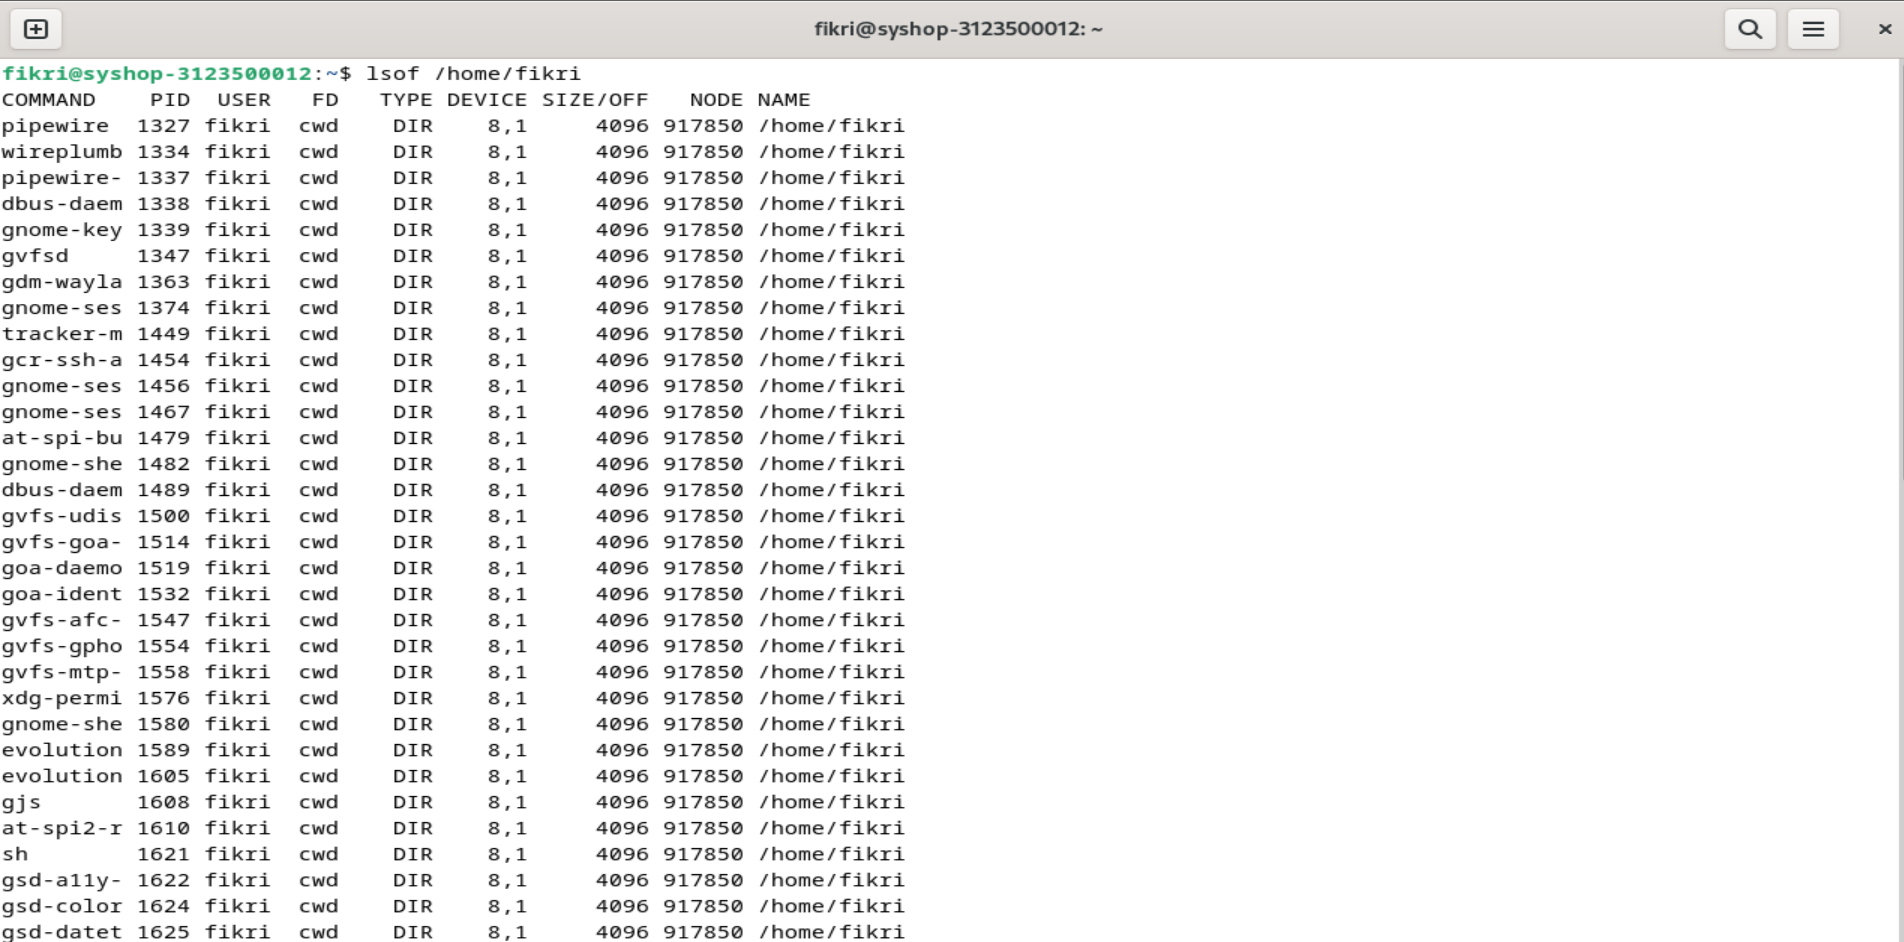 fikri@syshop-3123500012: ~
fikri@syshop-3123500012:~$ lsof /home/fikri
COMMAND    PID  USER   FD   TYPE DEVICE SIZE/OFF   NODE NAME
pipewire  1327 fikri  cwd    DIR    8,1     4096 917850 /home/fikri
wireplumb 1334 fikri  cwd    DIR    8,1     4096 917850 /home/fikri
pipewire- 1337 fikri  cwd    DIR    8,1     4096 917850 /home/fikri
dbus-daem 1338 fikri  cwd    DIR    8,1     4096 917850 /home/fikri
gnome-key 1339 fikri  cwd    DIR    8,1     4096 917850 /home/fikri
gvfsd     1347 fikri  cwd    DIR    8,1     4096 917850 /home/fikri
gdm-wayla 1363 fikri  cwd    DIR    8,1     4096 917850 /home/fikri
gnome-ses 1374 fikri  cwd    DIR    8,1     4096 917850 /home/fikri
tracker-m 1449 fikri  cwd    DIR    8,1     4096 917850 /home/fikri
gcr-ssh-a 1454 fikri  cwd    DIR    8,1     4096 917850 /home/fikri
gnome-ses 1456 fikri  cwd    DIR    8,1     4096 917850 /home/fikri
gnome-ses 1467 fikri  cwd    DIR    8,1     4096 917850 /home/fikri
at-spi-bu 1479 fikri  cwd    DIR    8,1     4096 917850 /home/fikri
gnome-she 1482 fikri  cwd    DIR    8,1     4096 917850 /home/fikri
dbus-daem 1489 fikri  cwd    DIR    8,1     4096 917850 /home/fikri
gvfs-udis 1500 fikri  cwd    DIR    8,1     4096 917850 /home/fikri
gvfs-goa- 1514 fikri  cwd    DIR    8,1     4096 917850 /home/fikri
goa-daemo 1519 fikri  cwd    DIR    8,1     4096 917850 /home/fikri
goa-ident 1532 fikri  cwd    DIR    8,1     4096 917850 /home/fikri
gvfs-afc- 1547 fikri  cwd    DIR    8,1     4096 917850 /home/fikri
gvfs-gpho 1554 fikri  cwd    DIR    8,1     4096 917850 /home/fikri
gvfs-mtp- 1558 fikri  cwd    DIR    8,1     4096 917850 /home/fikri
xdg-permi 1576 fikri  cwd    DIR    8,1     4096 917850 /home/fikri
gnome-she 1580 fikri  cwd    DIR    8,1     4096 917850 /home/fikri
evolution 1589 fikri  cwd    DIR    8,1     4096 917850 /home/fikri
evolution 1605 fikri  cwd    DIR    8,1     4096 917850 /home/fikri
gjs       1608 fikri  cwd    DIR    8,1     4096 917850 /home/fikri
at-spi2-r 1610 fikri  cwd    DIR    8,1     4096 917850 /home/fikri
sh        1621 fikri  cwd    DIR    8,1     4096 917850 /home/fikri
gsd-a11y- 1622 fikri  cwd    DIR    8,1     4096 917850 /home/fikri
gsd-color 1624 fikri  cwd    DIR    8,1     4096 917850 /home/fikri
gsd-datet 1625 fikri  cwd    DIR    8,1     4096 917850 /home/fikri